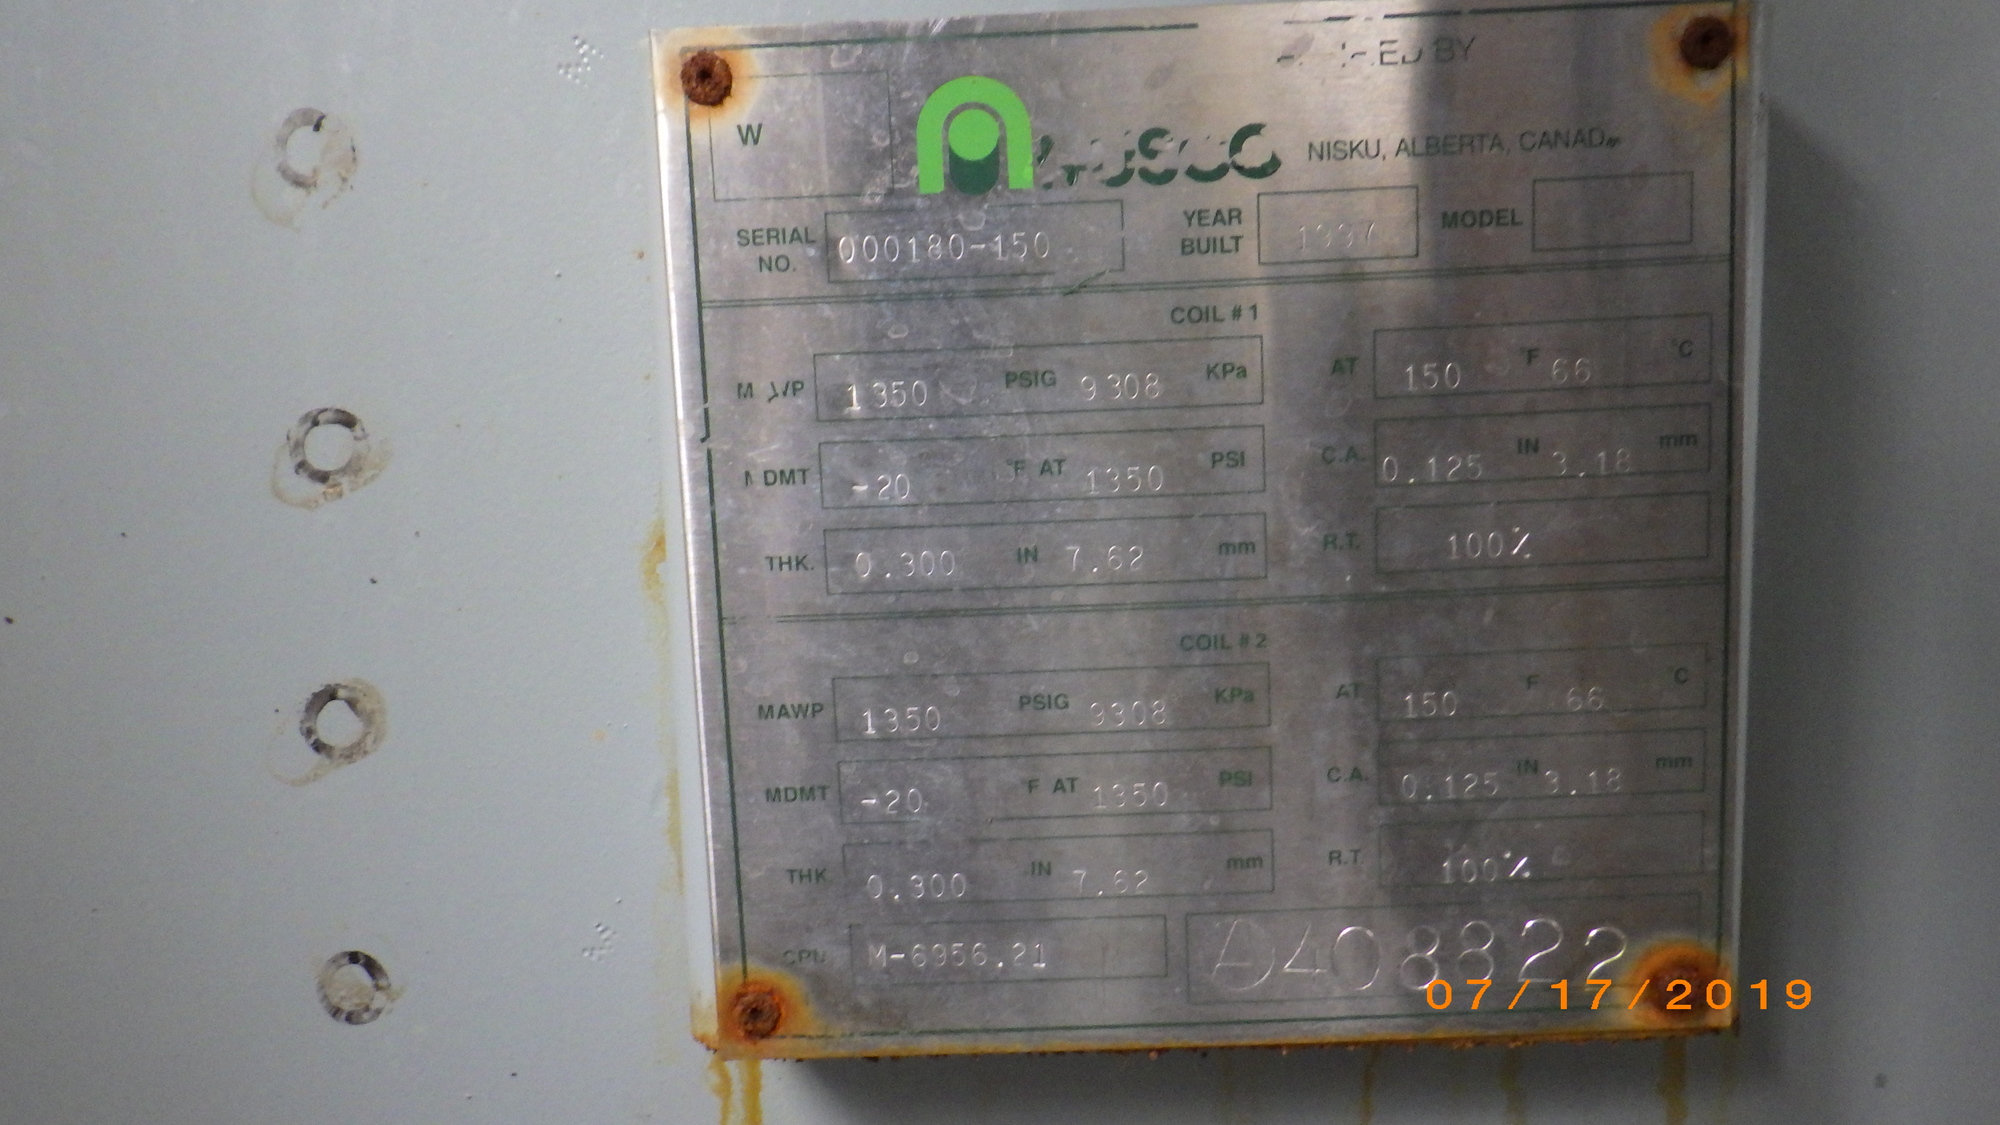 BY
W
NISKU, ALBERTA,
SERIAL NO. 000180-150 YEAR BUILT MODEL
COIL # 1
1350 PSIG 9308 KPa AT 150 °F 66 °C
-20 °F AT 1350 PSI C.A. 0.125 IN 3.18 mm
THK. 0.300 IN 7.62 mm R.T. 100%
COIL # 2
MAWP 1350 PSIG 9308 KPa AT 150 F 66 C
MDMT -20 F AT 1350 PSI C.A. 0.125 IN 3.18 mm
THK. 0.300 IN 7.62 mm R.T. 100%
M-6956.21 A408822
07/17/2019